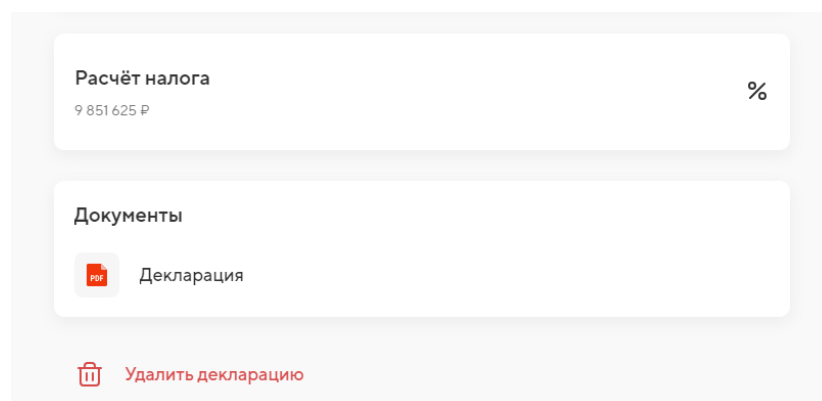 Расчёт налога
%
9 851 625 ₽
Документы
PDF
Декларация
Удалить декларацию